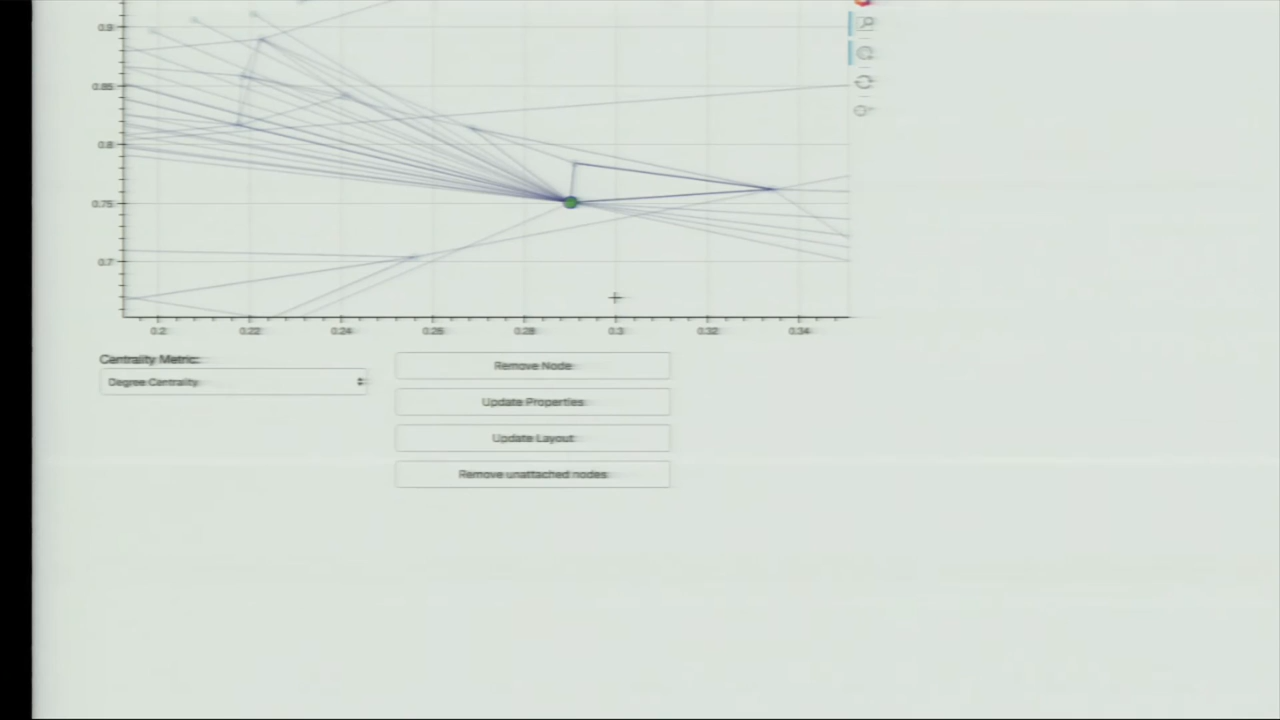 0.9
0.85
0.8
0.75
0.7
0.2 0.22 0.24 0.26 0.28 0.3 0.32 0.34
Centrality Metric:
Degree Centrality
Remove Node
Update Properties
Update Layout
Remove unattached nodes